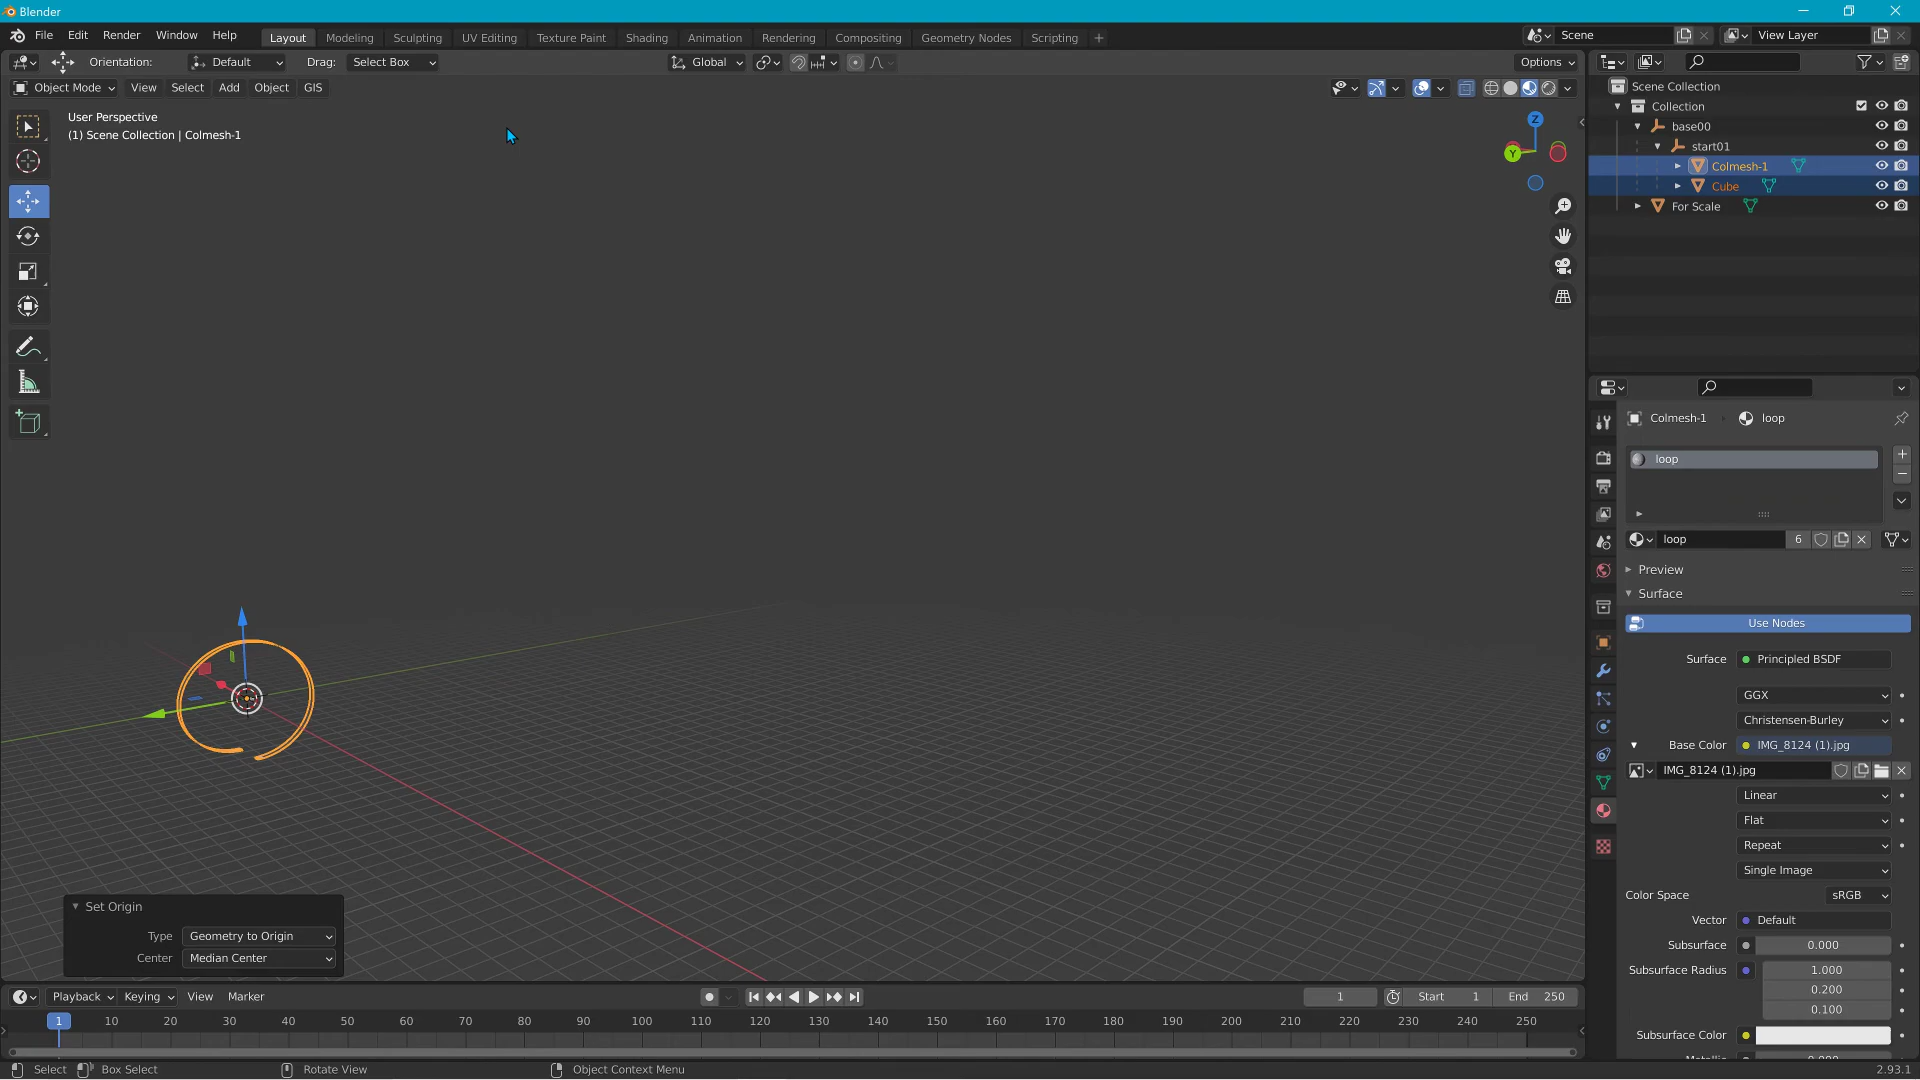 Blender
File Edit Render Window Help Layout Modeling Sculpting UV Editing Texture Paint Shading Animation Rendering Compositing Geometry Nodes Scripting + Scene View Layer
Orientation: Default Drag: Select Box Global Options
Object Mode View Select Add Object GIS
User Perspective
(1) Scene Collection | Colmesh-1
Z
Y
Scene Collection
Collection
base00
start01
Colmesh-1
Cube
For Scale
Colmesh-1 loop
loop
loop 6
Preview
Surface
Use Nodes
Surface Principled BSDF
GGX
Christensen-Burley
Base Color IMG_8124 (1).jpg
IMG_8124 (1).jpg
Linear
Flat
Repeat
Single Image
Color Space sRGB
Vector Default
Subsurface 0.000
Subsurface Radius 1.000
0.200
0.100
Subsurface Color
Metallic 0.000
Set Origin
Type Geometry to Origin
Center Median Center
Playback Keying View Marker 1 Start 1 End 250
1 10 20 30 40 50 60 70 80 90 100 110 120 130 140 150 160 170 180 190 200 210 220 230 240 250
Select Box Select Rotate View Object Context Menu 2.93.1